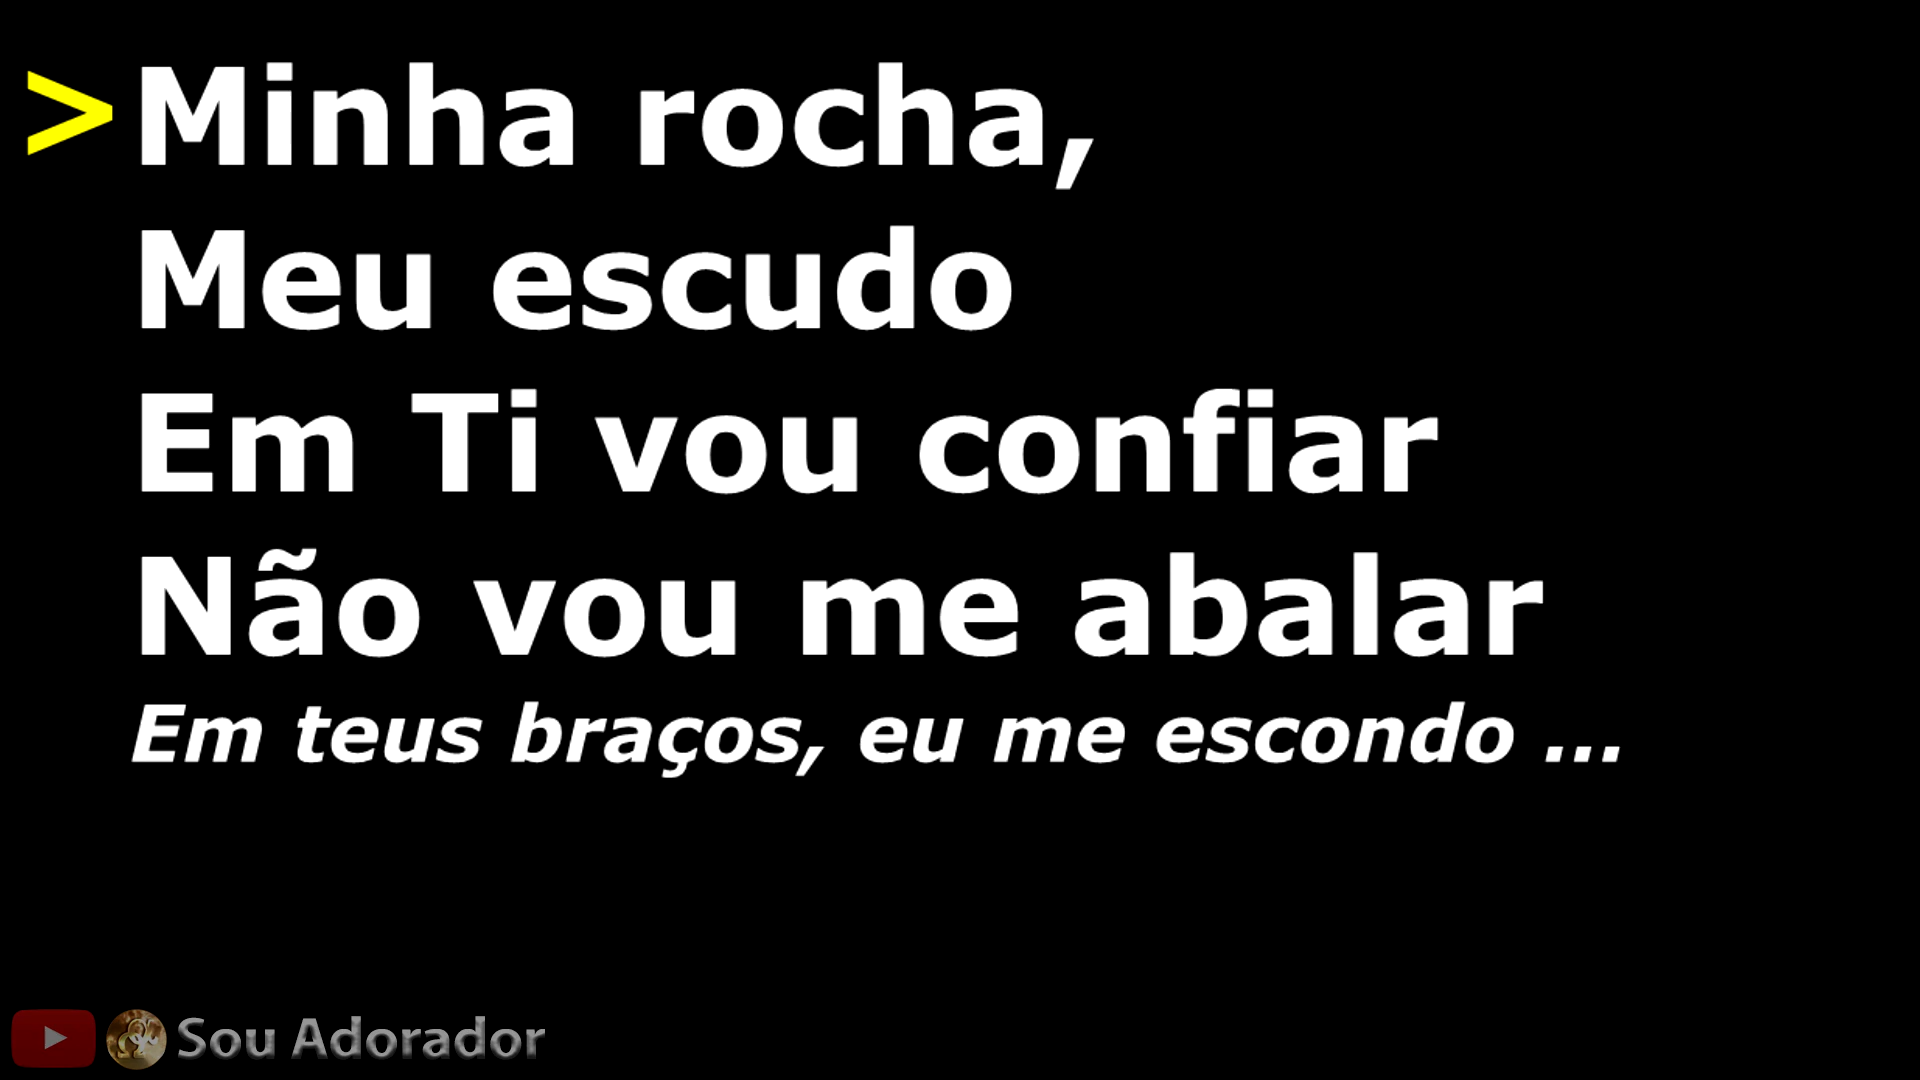 >Minha rocha,
Meu escudo
Em Ti vou confiar
Não vou me abalar
Em teus braços, eu me escondo ...
Sou Adorador